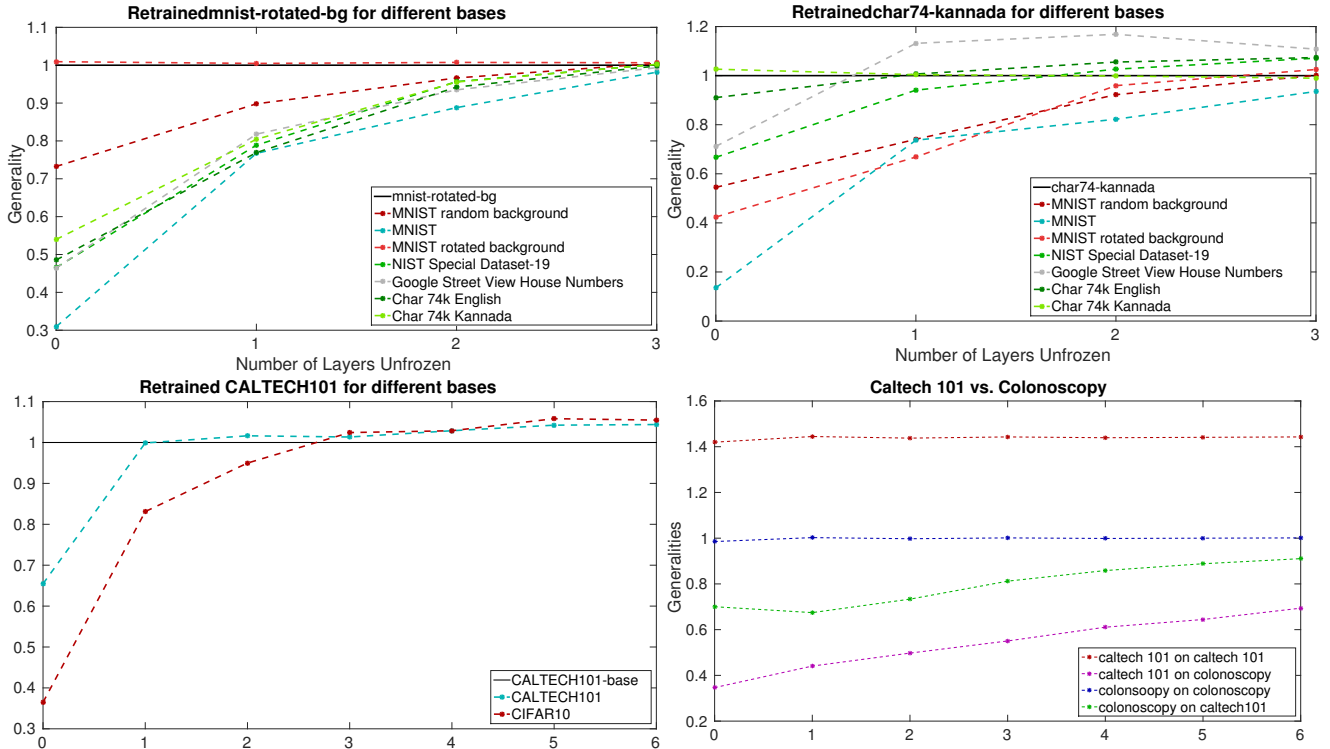 Retrainedmnist-rotated-bg for different bases
1.1
1
0.9
0.8
0.7
0.6
0.5
0.4
0.3
Generality
mnist-rotated-bg
MNIST random background
MNIST
MNIST rotated background
NIST Special Dataset-19
Google Street View House Numbers
Char 74k English
Char 74k Kannada
0 1 2 3
Number of Layers Unfrozen
Retrainedchar74-kannada for different bases
1.2
1
0.8
0.6
0.4
0.2
0
Generality
char74-kannada
MNIST random background
MNIST
MNIST rotated background
NIST Special Dataset-19
Google Street View House Numbers
Char 74k English
Char 74k Kannada
0 1 2 3
Number of Layers Unfrozen
Retrained CALTECH101 for different bases
1.1
1
0.9
0.8
0.7
0.6
0.5
0.4
0.3
CALTECH101-base
CALTECH101
CIFAR10
0 1 2 3 4 5 6
Caltech 101 vs. Colonoscopy
1.6
1.4
1.2
1
0.8
0.6
0.4
0.2
Generalities
caltech 101 on caltech 101
caltech 101 on colonoscopy
colonsoopy on colonoscopy
colonoscopy on caltech101
0 1 2 3 4 5 6